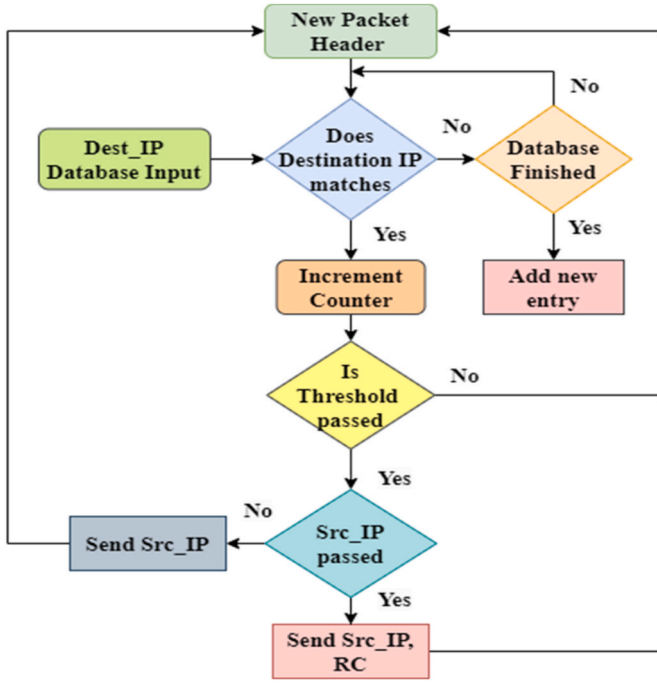 New Packet
Header
No
Does
Destination IP
matches
No
Database
Finished
Dest_IP
Database Input
Yes
Yes
Increment
Counter
Add new
entry
Is
Threshold
passed
No
Yes
No
Src_IP
passed
Send Src_IP
Yes
Send Src_IP,
RC